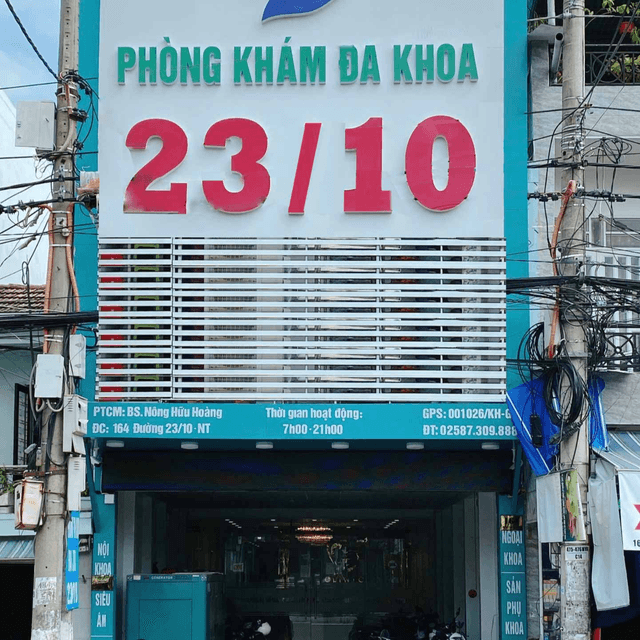 PHÒNG KHÁM ĐA KHOA
23/10
PTCM: BS. Nông Hữu Hoàng
ĐC: 164 Đường 23/10 - NT
Thời gian hoạt động:
7h00 - 21h00
GPS: 001026/KH-
ĐT: 02587.309.888
NỘI
KHOA
SIÊU
ÂM
NGOẠI
KHOA
SẢN
PHỤ
KHOA